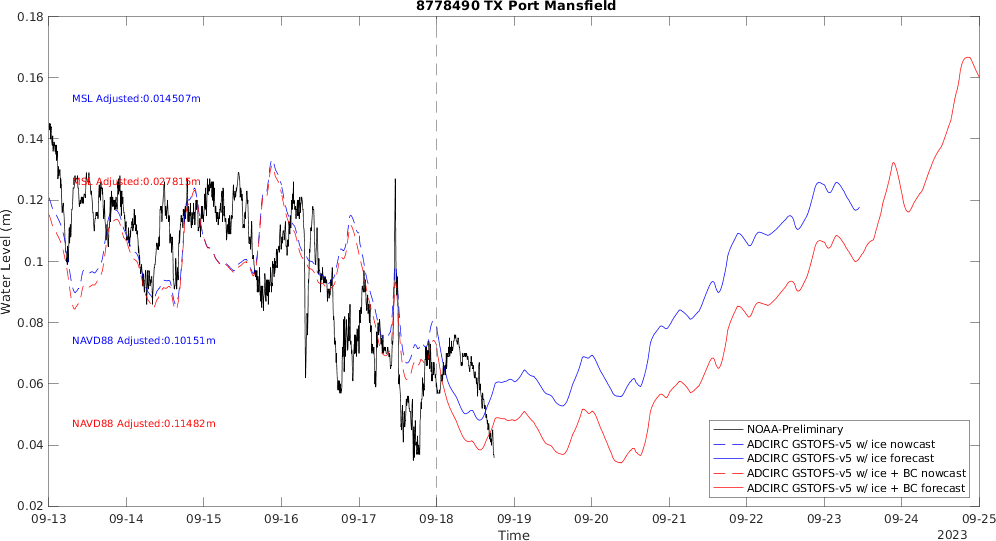 8778490 TX Port Mansfield
0.18
0.16
0.14
0.12
0.1
0.08
0.06
0.04
0.02
Water Level (m)
MSL Adjusted:0.014507m
MSL Adjusted:0.027815m
NAVD88 Adjusted:0.10151m
NAVD88 Adjusted:0.11482m
NOAA-Preliminary
ADCIRC GSTOFS-v5 w/ ice nowcast
ADCIRC GSTOFS-v5 w/ ice forecast
ADCIRC GSTOFS-v5 w/ ice + BC nowcast
ADCIRC GSTOFS-v5 w/ ice + BC forecast
09-13 09-14 09-15 09-16 09-17 09-18 09-19 09-20 09-21 09-22 09-23 09-24 09-25
Time
2023